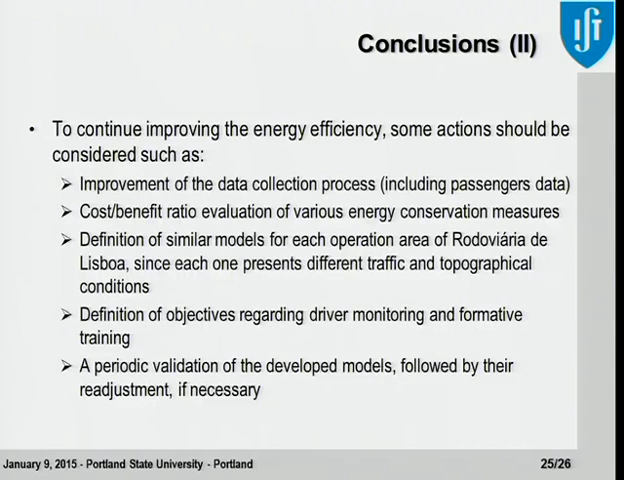 Conclusions (II)
IST
• To continue improving the energy efficiency, some actions should be
considered such as:
➢ Improvement of the data collection process (including passengers data)
➢ Cost/benefit ratio evaluation of various energy conservation measures
➢ Definition of similar models for each operation area of Rodoviária de
Lisboa, since each one presents different traffic and topographical
conditions
➢ Definition of objectives regarding driver monitoring and formative
training
➢ A periodic validation of the developed models, followed by their
readjustment, if necessary
January 9, 2015 - Portland State University - Portland
25/26